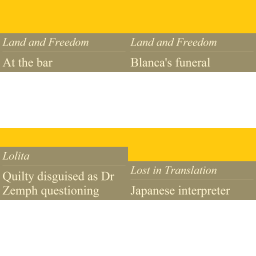 Land and Freedom
At the bar
Land and Freedom
Blanca's funeral
Lolita
Quilty disguised as Dr
Zemph questioning
Lost in Translation
Japanese interpreter